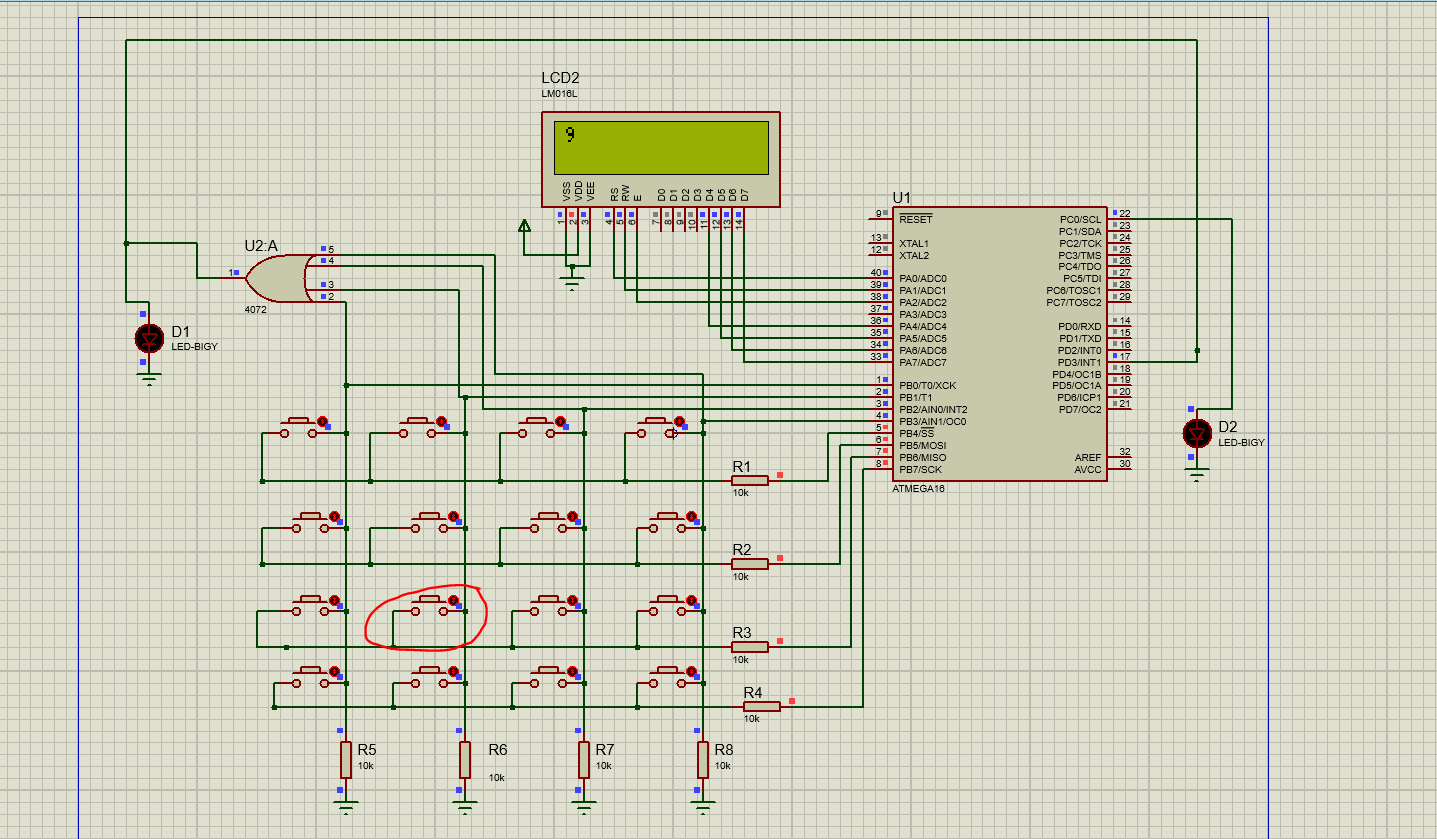 LCD2
LM016L
9
VSS
VDD
VEE
RS
RW
E
D0
D1
D2
D3
D4
D5
D6
D7
1
2
3
4
5
6
7
8
9
10
11
12
13
14
U2:A
1
5
4
3
2
4072
D1
LED-BIGY
U1
9 RESET
13 XTAL1
12 XTAL2
40 PA0/ADC0
39 PA1/ADC1
38 PA2/ADC2
37 PA3/ADC3
36 PA4/ADC4
35 PA5/ADC5
34 PA6/ADC6
33 PA7/ADC7
1 PB0/T0/XCK
2 PB1/T1
3 PB2/AIN0/INT2
4 PB3/AIN1/OC0
5 PB4/SS
6 PB5/MOSI
7 PB6/MISO
8 PB7/SCK
PC0/SCL 22
PC1/SDA 23
PC2/TCK 24
PC3/TMS 25
PC4/TDO 26
PC5/TDI 27
PC6/TOSC1 28
PC7/TOSC2 29
PD0/RXD 14
PD1/TXD 15
PD2/INT0 16
PD3/INT1 17
PD4/OC1B 18
PD5/OC1A 19
PD6/ICP1 20
PD7/OC2 21
AREF 32
AVCC 30
ATMEGA16
D2
LED-BIGY
R1
10k
R2
10k
R3
10k
R4
10k
R5
10k
R6
10k
R7
10k
R8
10k